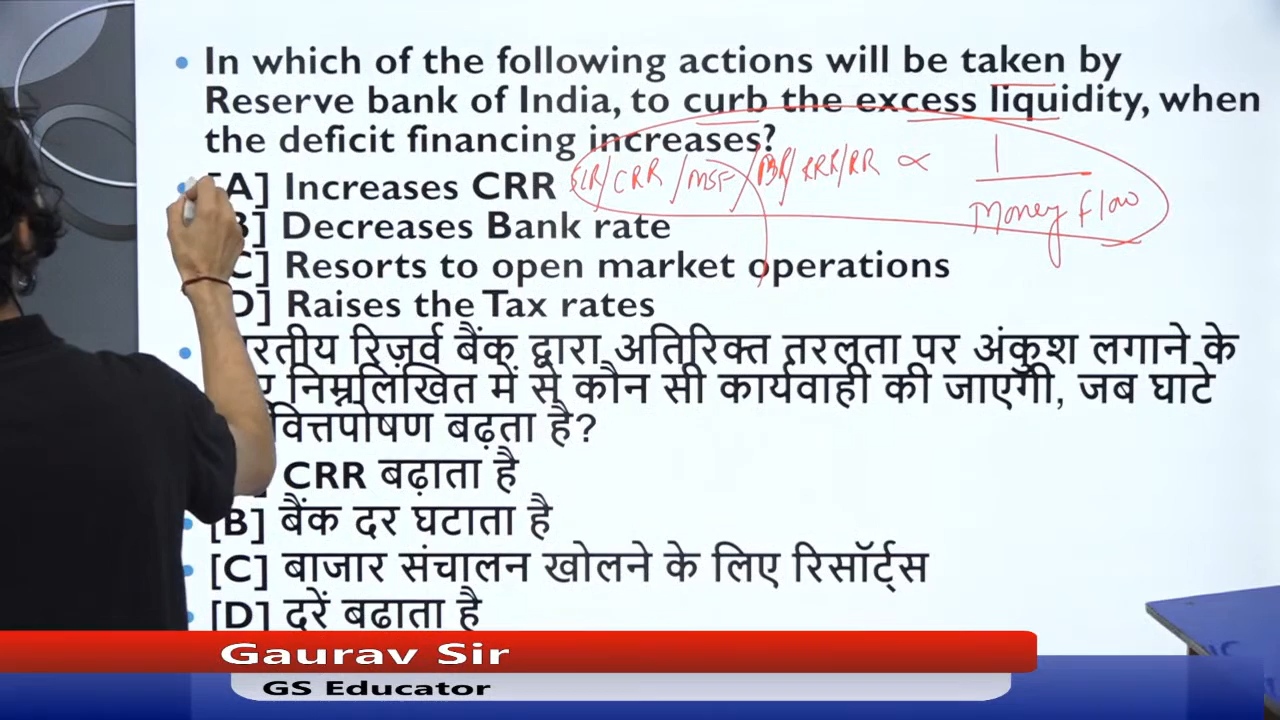 • In which of the following actions will be taken by
Reserve bank of India, to curb the excess liquidity, when
the deficit financing increases?
[A] Increases CRR
SLR/CRR/MSF/BR/RRR/RR ∝ 1
Money flow
B] Decreases Bank rate
C] Resorts to open market operations
D] Raises the Tax rates
• रतीय रिज़र्व बैंक द्वारा अतिरिक्त तरलता पर अंकुश लगाने के
ए निम्नलिखित में से कौन सी कार्यवाही की जाएगी, जब घाटे
वित्तपोषण बढ़ता है?
CRR बढ़ाता है
• [B] बैंक दर घटाता है
• [C] बाजार संचालन खोलने के लिए रिसॉर्ट्स
• [D] दरें बढाता है
Gaurav Sir
GS Educator